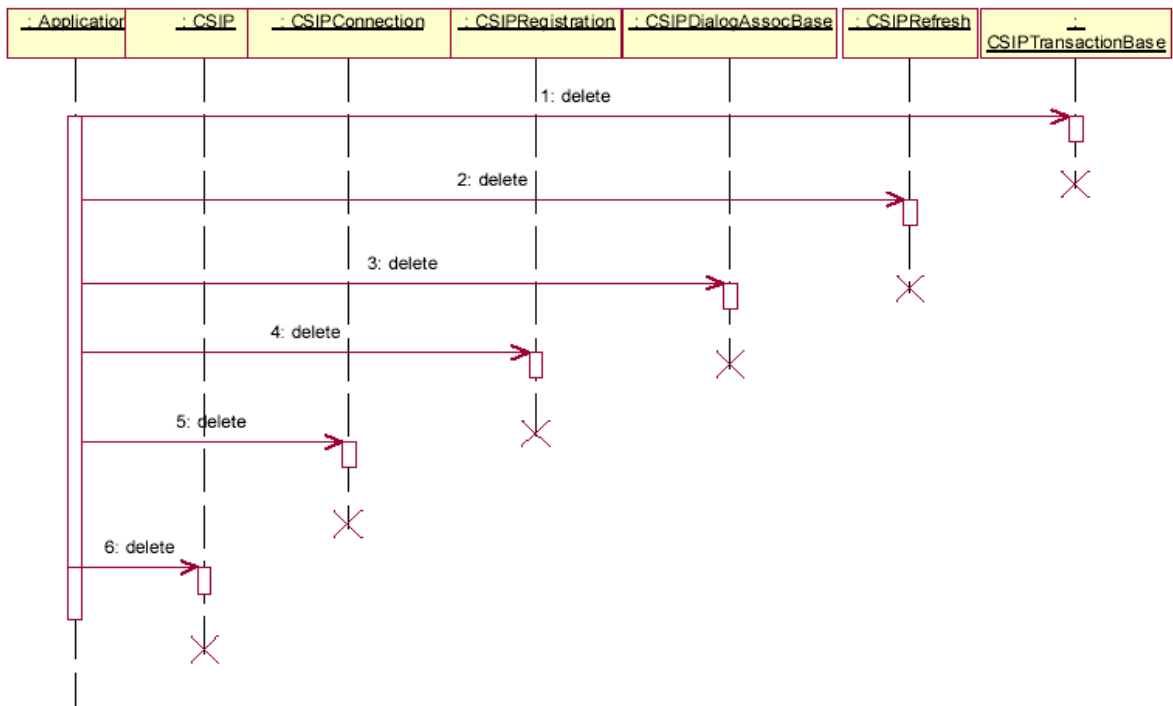 : Application
: CSIP
: CSIPConnection
: CSIPRegistration
: CSIPDialogAssocBase
: CSIPRefresh
:
CSIPTransactionBase
1: delete
2: delete
3: delete
4: delete
5: delete
6: delete